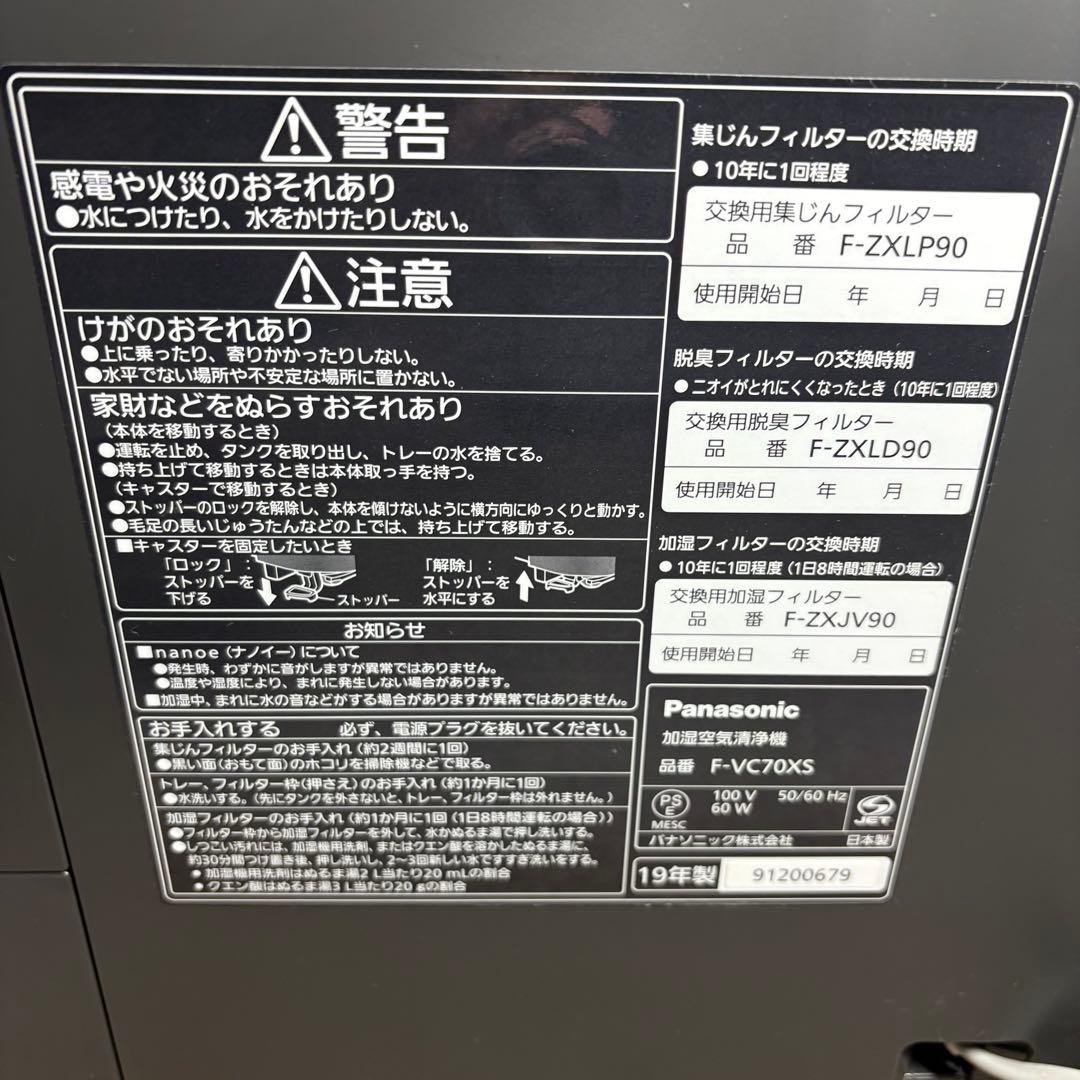 警告
感電や火災のおそれあり
●水につけたり、水をかけたりしない。
注意
けがのおそれあり
●上に乗ったり、寄りかかったりしない。
●水平でない場所や不安定な場所に置かない。
家財などをぬらすおそれあり
（本体を移動するとき）
●運転を止め、タンクを取り出し、トレーの水を捨てる。
●持ち上げて移動するときは本体取っ手を持つ。
（キャスターで移動するとき）
●ストッパーのロックを解除し、本体を傾けないように横方向にゆっくりと動かす。
●毛足の長いじゅうたんなどの上では、持ち上げて移動する。
■キャスターを固定したいとき
「ロック」：
ストッパーを
下げる
ストッパー
「解除」：
ストッパーを
水平にする
お知らせ
■nanoe（ナノイー）について
●発生時、わずかに音がしますが異常ではありません。
●温度や湿度により、まれに発生しない場合があります。
■加湿中、まれに水の音などがする場合がありますが異常ではありません。
お手入れする 必ず、電源プラグを抜いてください。
集じんフィルターのお手入れ（約2週間に1回）
●黒い面（おもて面）のホコリを掃除機などで取る。
トレー、フィルター枠（押さえ）のお手入れ（約1か月に1回）
●水洗いする。（先にタンクを外さないと、トレー、フィルター枠は外れません。）
加湿フィルターのお手入れ（約1か月に1回（1日8時間運転の場合））
●フィルター枠から加湿フィルターを外して、水かぬるま湯で押し洗いする。
●しつこい汚れには、加湿機用洗剤、またはクエン酸を溶かしたぬるま湯に、
約30分間つけ置き後、押し洗いし、2～3回新しい水ですすぎ洗いをする。
• 加湿機用洗剤はぬるま湯2 L当たり20 mLの割合
• クエン酸はぬるま湯3 L当たり20 gの割合
集じんフィルターの交換時期
● 10年に1回程度
交換用集じんフィルター
品 番 F-ZXLP90
使用開始日 年 月 日
脱臭フィルターの交換時期
● ニオイがとれにくくなったとき（10年に1回程度）
交換用脱臭フィルター
品 番 F-ZXLD90
使用開始日 年 月 日
加湿フィルターの交換時期
● 10年に1回程度（1日8時間運転の場合）
交換用加湿フィルター
品 番 F-ZXJV90
使用開始日 年 月 日
Panasonic
加湿空気清浄機
品番 F-VC70XS
PS
E
MESC
100 V 50/60 Hz
60 W
JET
パナソニック株式会社 日本製
19年製 91200679